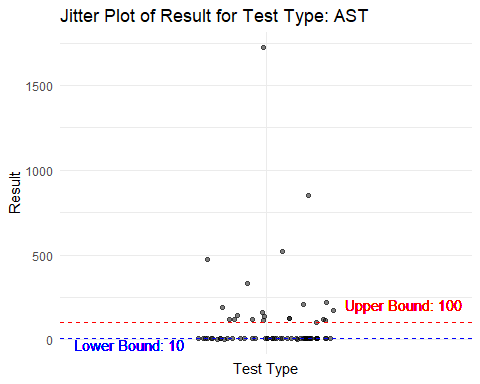 Jitter Plot of Result for Test Type: AST
1500
1000
500
0
Result
Upper Bound: 100
Lower Bound: 10
Test Type